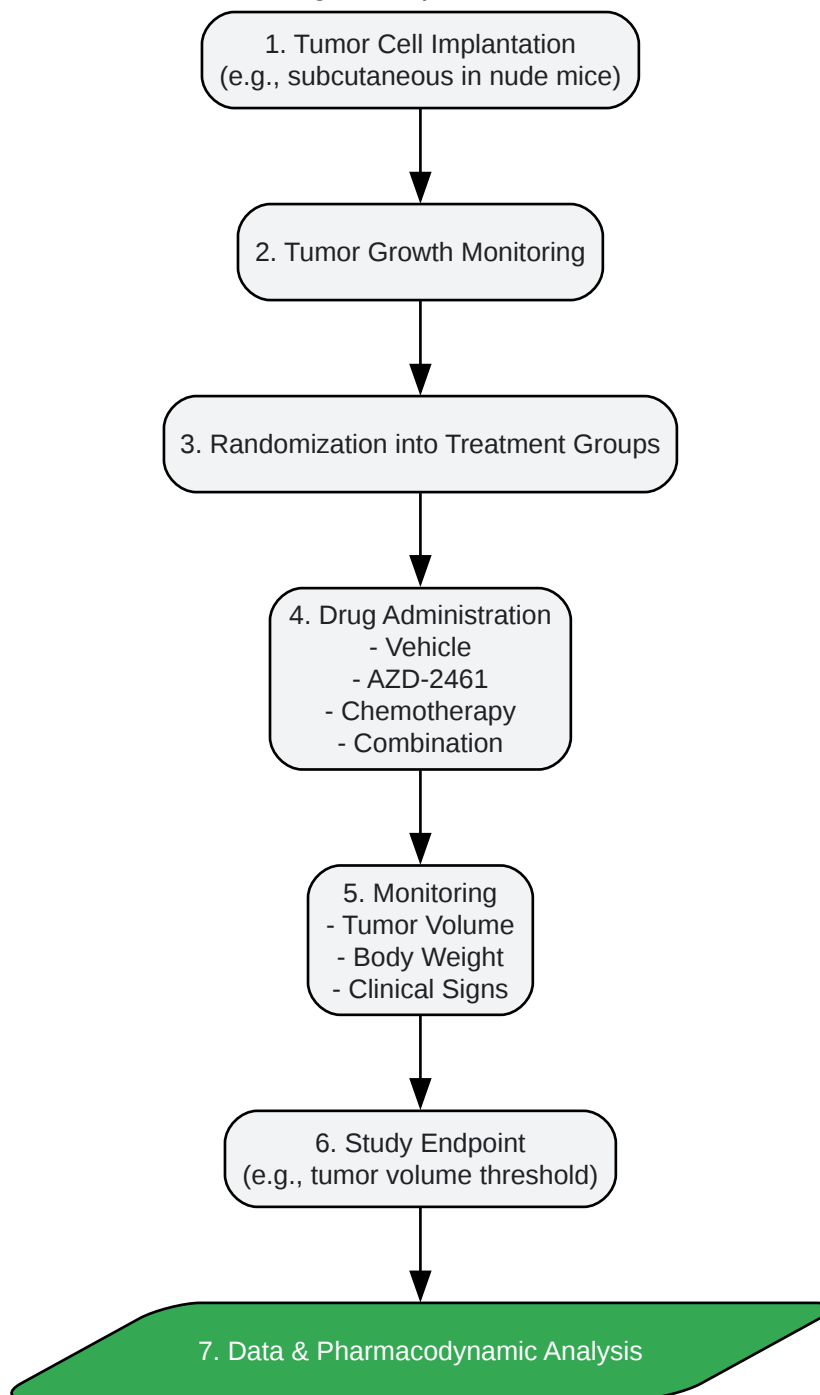 1. Tumor Cell Implantation
(e.g., subcutaneous in nude mice)
2. Tumor Growth Monitoring
3. Randomization into Treatment Groups
4. Drug Administration
- Vehicle
- AZD-2461
- Chemotherapy
- Combination
5. Monitoring
- Tumor Volume
- Body Weight
- Clinical Signs
6. Study Endpoint
(e.g., tumor volume threshold)
7. Data & Pharmacodynamic Analysis